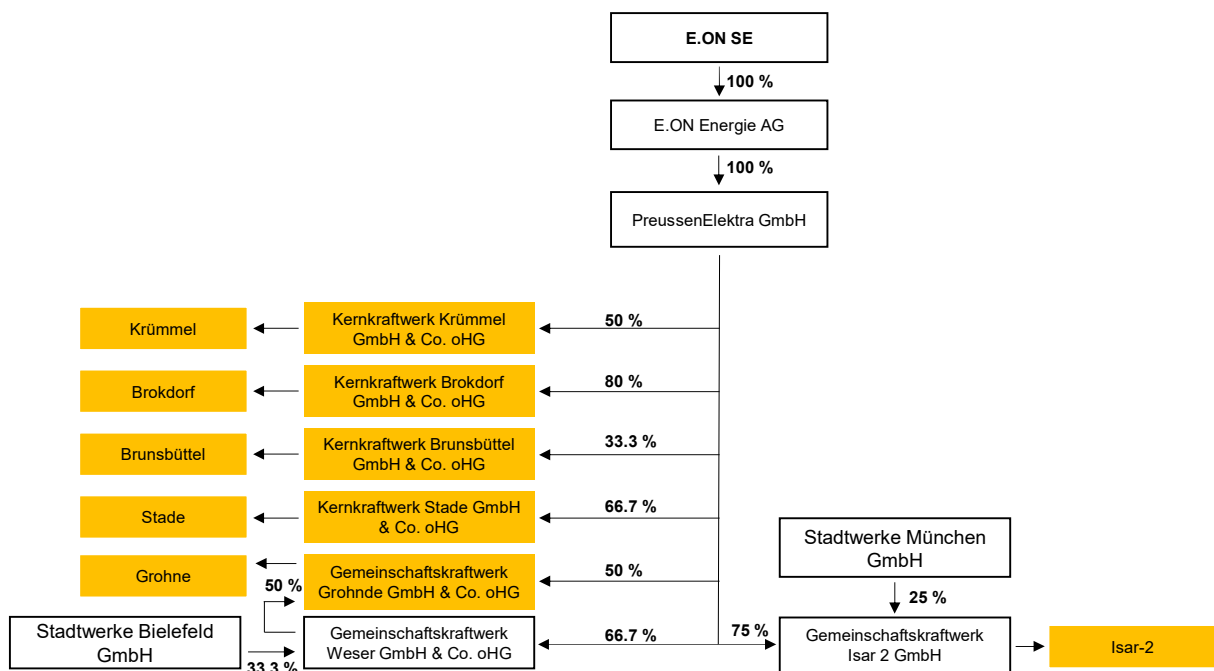 E.ON SE
100 %
E.ON Energie AG
100 %
PreussenElektra GmbH
Krümmel
Kernkraftwerk Krümmel
GmbH & Co. oHG
50 %
Brokdorf
Kernkraftwerk Brokdorf
GmbH & Co. oHG
80 %
Brunsbüttel
Kernkraftwerk Brunsbüttel
GmbH & Co. oHG
33.3 %
Stade
Kernkraftwerk Stade GmbH
& Co. oHG
66.7 %
Stadtwerke München
GmbH
Grohne
50 %
Gemeinschaftskraftwerk
Grohnde GmbH & Co. oHG
50 %
25 %
Stadtwerke Bielefeld
GmbH
33.3 %
Gemeinschaftskraftwerk
Weser GmbH & Co. oHG
66.7 %
75 %
Gemeinschaftskraftwerk
Isar 2 GmbH
Isar-2